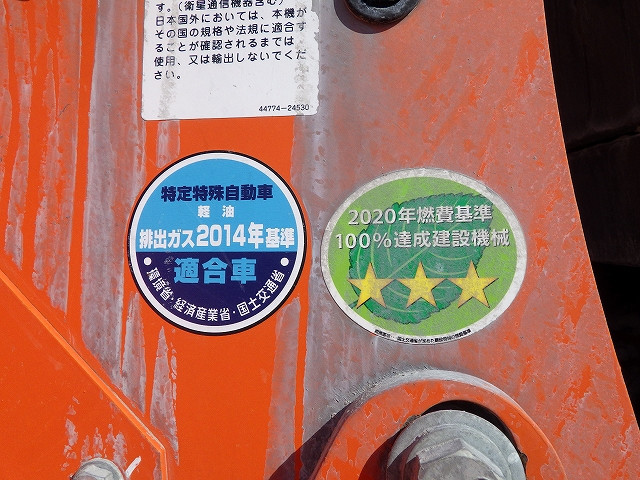 す。（衛星通信機器含む）
日本国外においては、本機が
その国の規格や法規に適合す
ることが確認されるまでは
使用、又は輸出しないでくだ
さい。
44774-24530
特定特殊自動車
軽油
排出ガス2014年基準
適合車
・環境省・経済産業省・国土交通省・
2020年燃費基準
100%達成建設機械